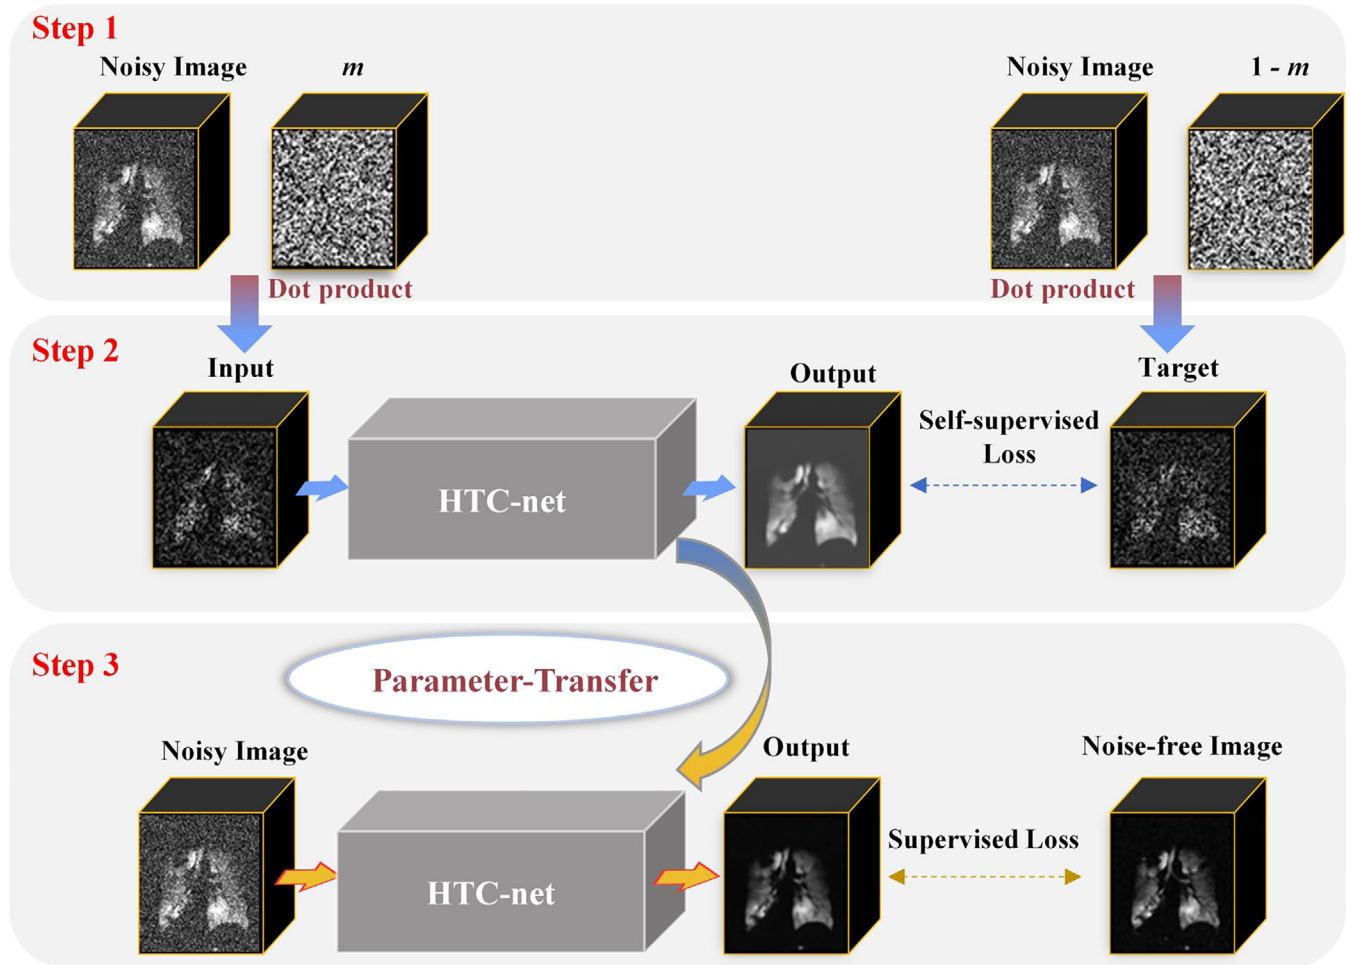 Step 1
Noisy Image
m
Noisy Image
1 - m
Dot product
Dot product
Step 2
Input
Output
Target
Self-supervised
Loss
HTC-net
Step 3
Parameter-Transfer
Noisy Image
Output
Noise-free Image
Supervised Loss
HTC-net